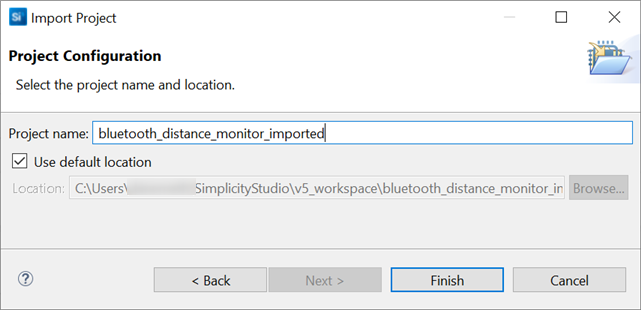 Si Import Project
Project Configuration
Select the project name and location.
Project name: bluetooth_distance_monitor_imported
Use default location
Location: C:\Users\ SimplicityStudio\v5_workspace\bluetooth_distance_monitor_in Browse...
? < Back Next > Finish Cancel